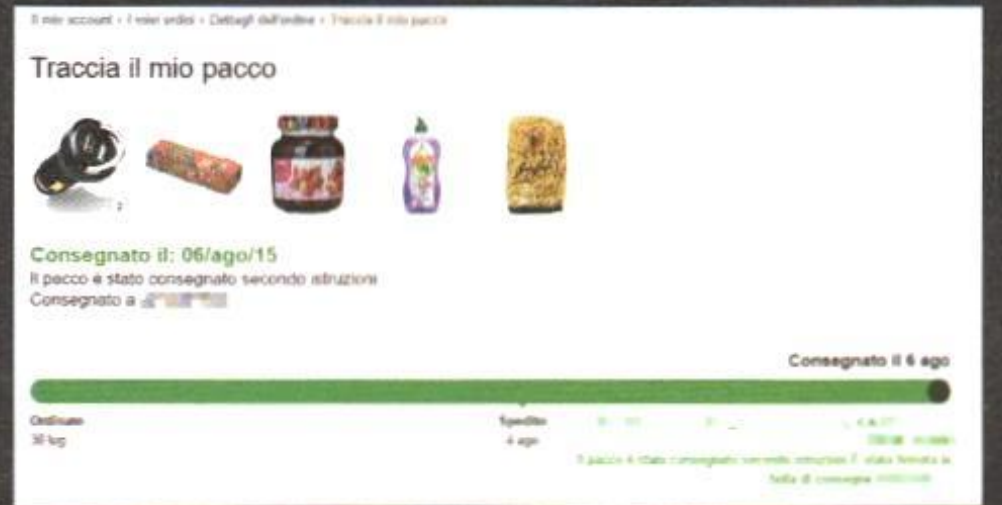 Il mio account › I miei ordini › Dettagli dell'ordine › Traccia il mio pacco
Traccia il mio pacco
Consegnato il: 06/ago/15
Il pacco è stato consegnato secondo istruzioni
Consegnato a
Consegnato il 6 ago
Ordinato
Spedito
30 lug
4 ago
Il pacco è stato consegnato secondo istruzioni. È stata firmata la
bolla di consegna